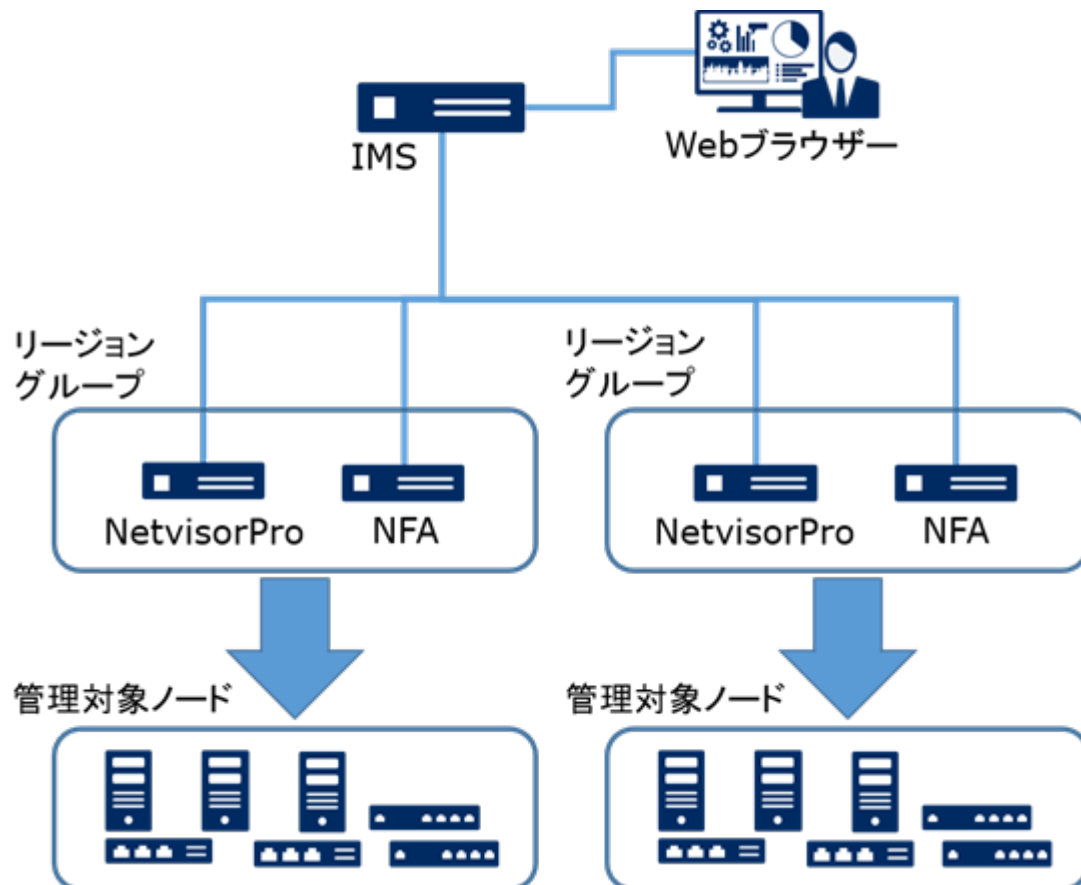 Webブラウザー
IMS
リージョン
グループ
リージョン
グループ
NetvisorPro
NFA
NetvisorPro
NFA
管理対象ノード
管理対象ノード